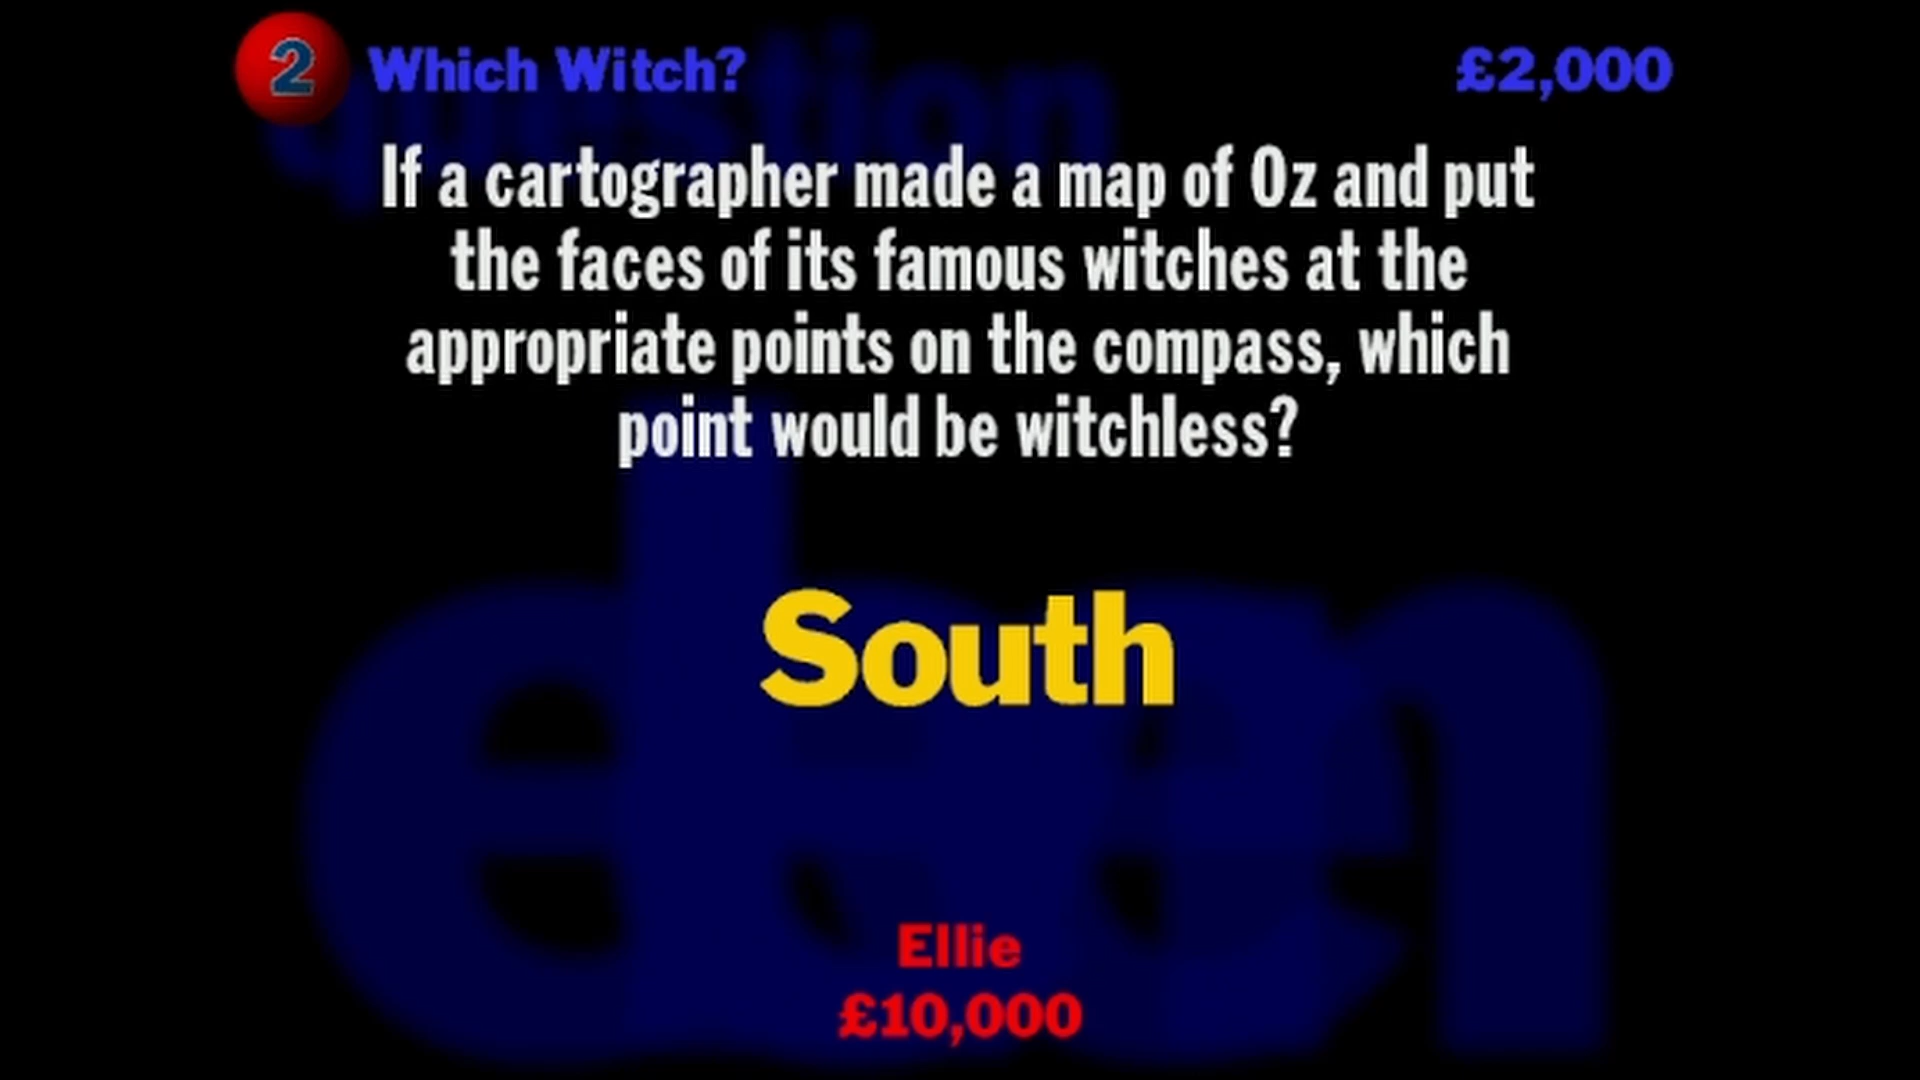 2 Which Witch? £2,000
question
If a cartographer made a map of Oz and put
the faces of its famous witches at the
appropriate points on the compass, which
point would be witchless?
South
Ellie
£10,000